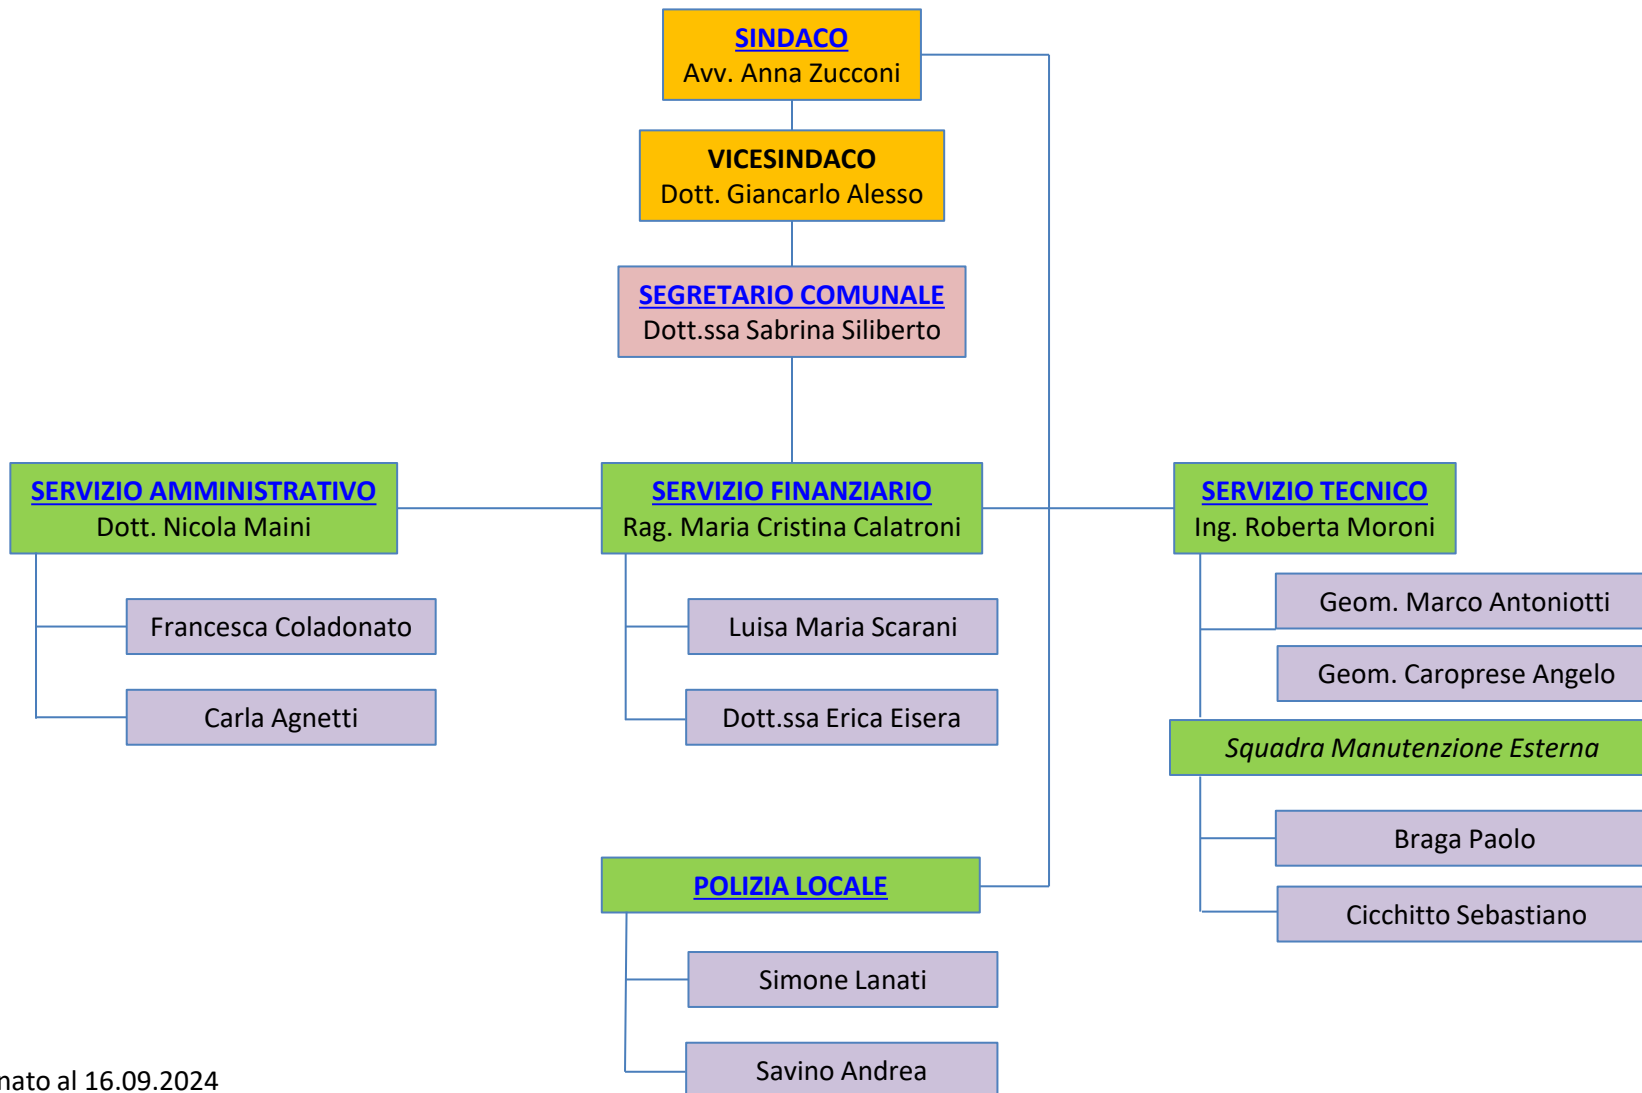 SINDACO
Avv. Anna Zucconi
VICESINDACO
Dott. Giancarlo Alesso
SEGRETARIO COMUNALE
Dott.ssa Sabrina Siliberto
SERVIZIO AMMINISTRATIVO
Dott. Nicola Maini
Francesca Coladonato
Carla Agnetti
SERVIZIO FINANZIARIO
Rag. Maria Cristina Calatroni
Luisa Maria Scarani
Dott.ssa Erica Eisera
SERVIZIO TECNICO
Ing. Roberta Moroni
Geom. Marco Antoniotti
Geom. Caroprese Angelo
Squadra Manutenzione Esterna
Braga Paolo
Cicchitto Sebastiano
POLIZIA LOCALE
Simone Lanati
Savino Andrea
al 16.09.2024